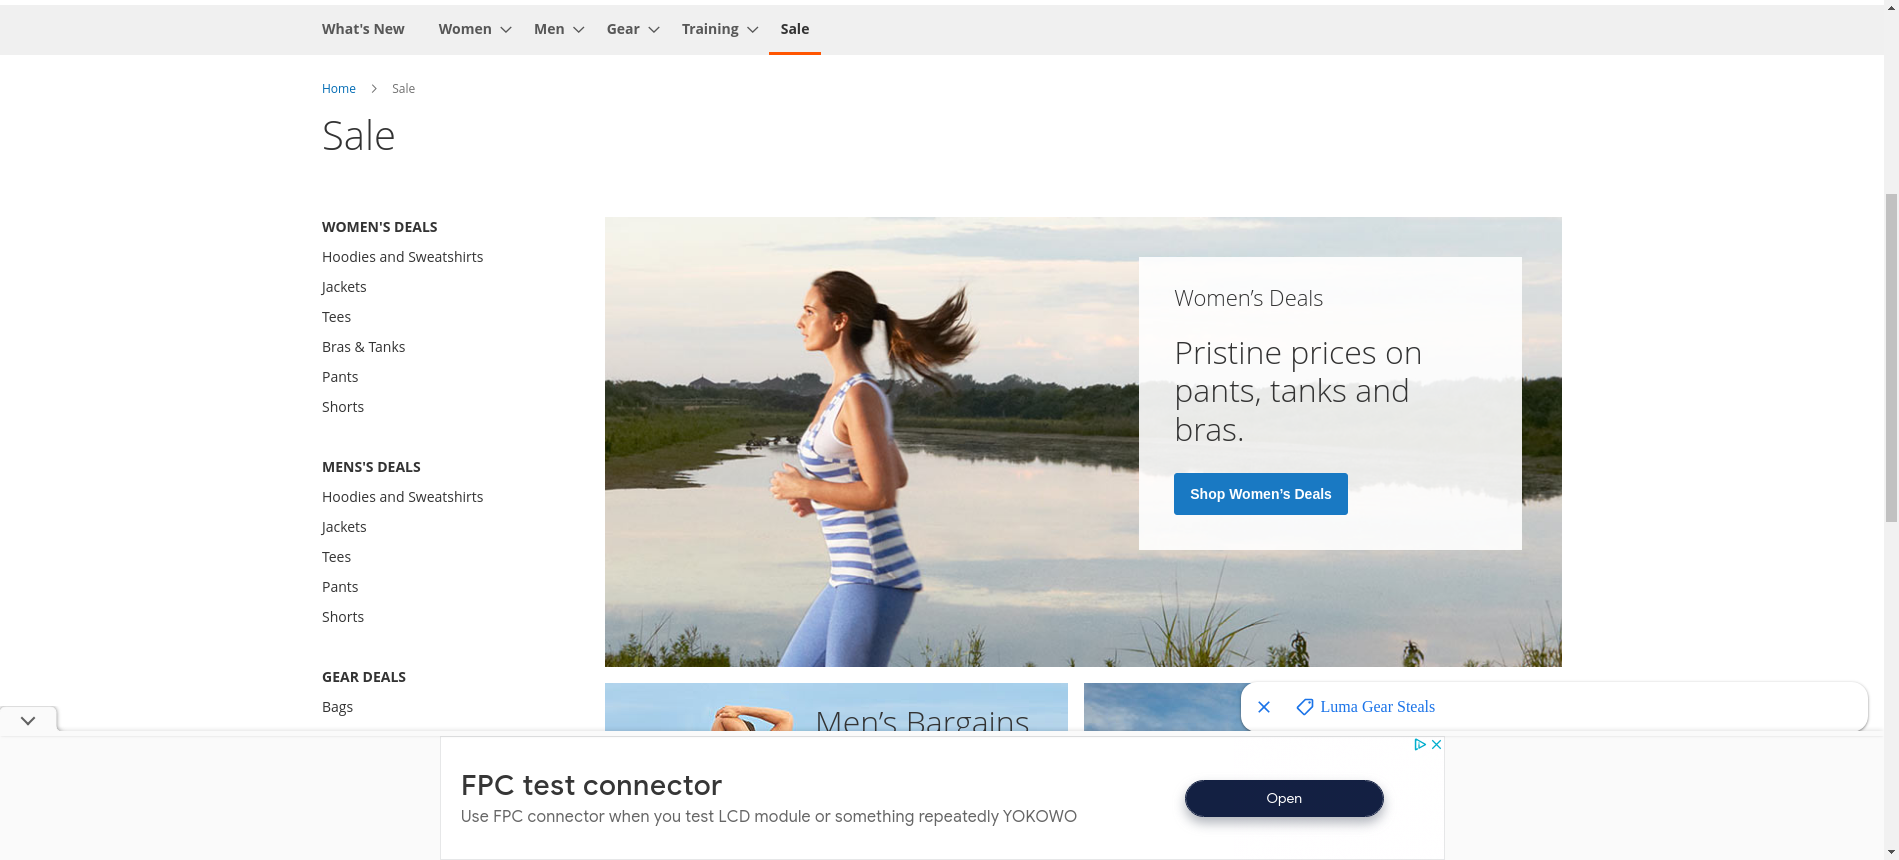 What's New
Women
Men
Gear
Training
Sale
Home
Sale
Sale
WOMEN'S DEALS
Hoodies and Sweatshirts
Jackets
Tees
Bras & Tanks
Pants
Shorts
MENS'S DEALS
Hoodies and Sweatshirts
Jackets
Tees
Pants
Shorts
GEAR DEALS
Bags
Women’s Deals
Pristine prices on
pants, tanks and
bras.
Shop Women’s Deals
Men’s Bargains
Luma Gear Steals
FPC test connector
Use FPC connector when you test LCD module or something repeatedly YOKOWO
Open